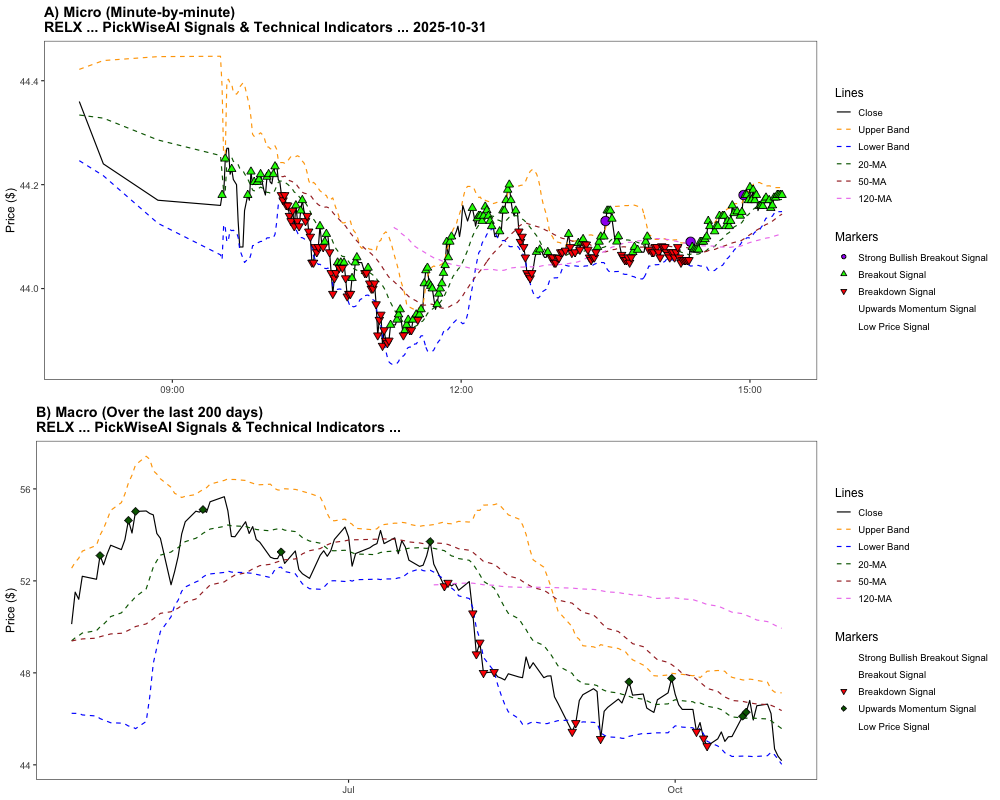 A) Micro (Minute-by-minute)
RELX ... PickWiseAI Signals & Technical Indicators ... 2025-10-31
Price ($)
44.4
44.2
44.0
09:00
12:00
15:00
Lines
Close
Upper Band
Lower Band
20-MA
50-MA
120-MA
Markers
Strong Bullish Breakout Signal
Breakout Signal
Breakdown Signal
Upwards Momentum Signal
Low Price Signal
B) Macro (Over the last 200 days)
RELX ... PickWiseAI Signals & Technical Indicators ...
Price ($)
56
52
48
44
Jul
Oct
Lines
Close
Upper Band
Lower Band
20-MA
50-MA
120-MA
Markers
Strong Bullish Breakout Signal
Breakout Signal
Breakdown Signal
Upwards Momentum Signal
Low Price Signal